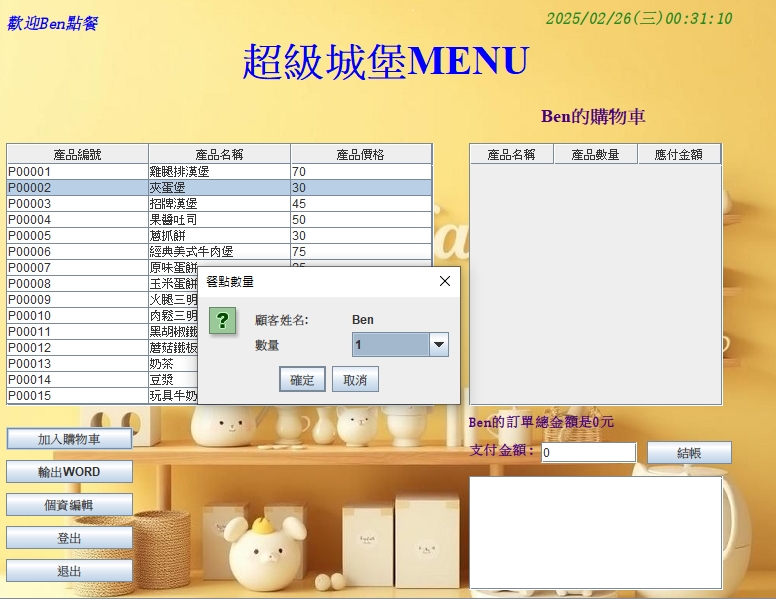 歡迎Ben點餐
2025/02/26(三)00:31:10
超級城堡MENU
Ben的購物車
產品編號 產品名稱 產品價格
P00001 雞腿排漢堡 70
P00002 夾蛋堡 30
P00003 招牌漢堡 45
P00004 果醬吐司 50
P00005 蔥抓餅 30
P00006 經典美式牛肉堡 75
P00007 原味蛋餅
P00008 玉米蛋餅
P00009 火腿三明
P00010 肉鬆三明
P00011 黑胡椒鐵
P00012 蘑菇鐵板
P00013 奶茶
P00014 豆漿
P00015 玩具牛奶
產品名稱 產品數量 應付金額
餐點數量
顧客姓名: Ben
數量 1
確定 取消
加入購物車
輸出WORD
個資編輯
登出
退出
Ben的訂單總金額是0元
支付金額: 0 結帳